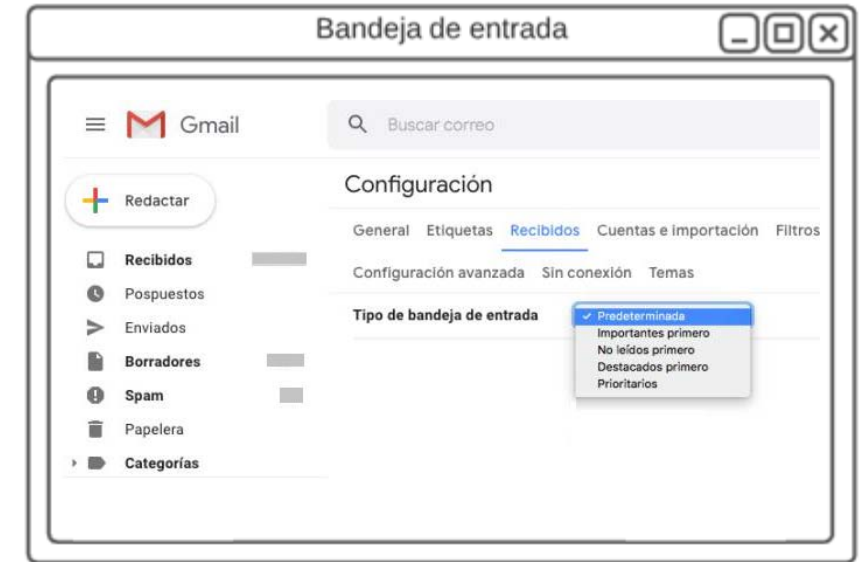 Bandeja de entrada
Gmail
Buscar correo
Redactar
Recibidos
Pospuestos
Enviados
Borradores
Spam
Papelera
Categorías
Configuración
General Etiquetas Recibidos Cuentas e importación Filtros
Configuración avanzada Sin conexión Temas
Tipo de bandeja de entrada
✓ Predeterminada
Importantes primero
No leídos primero
Destacados primero
Prioritarios